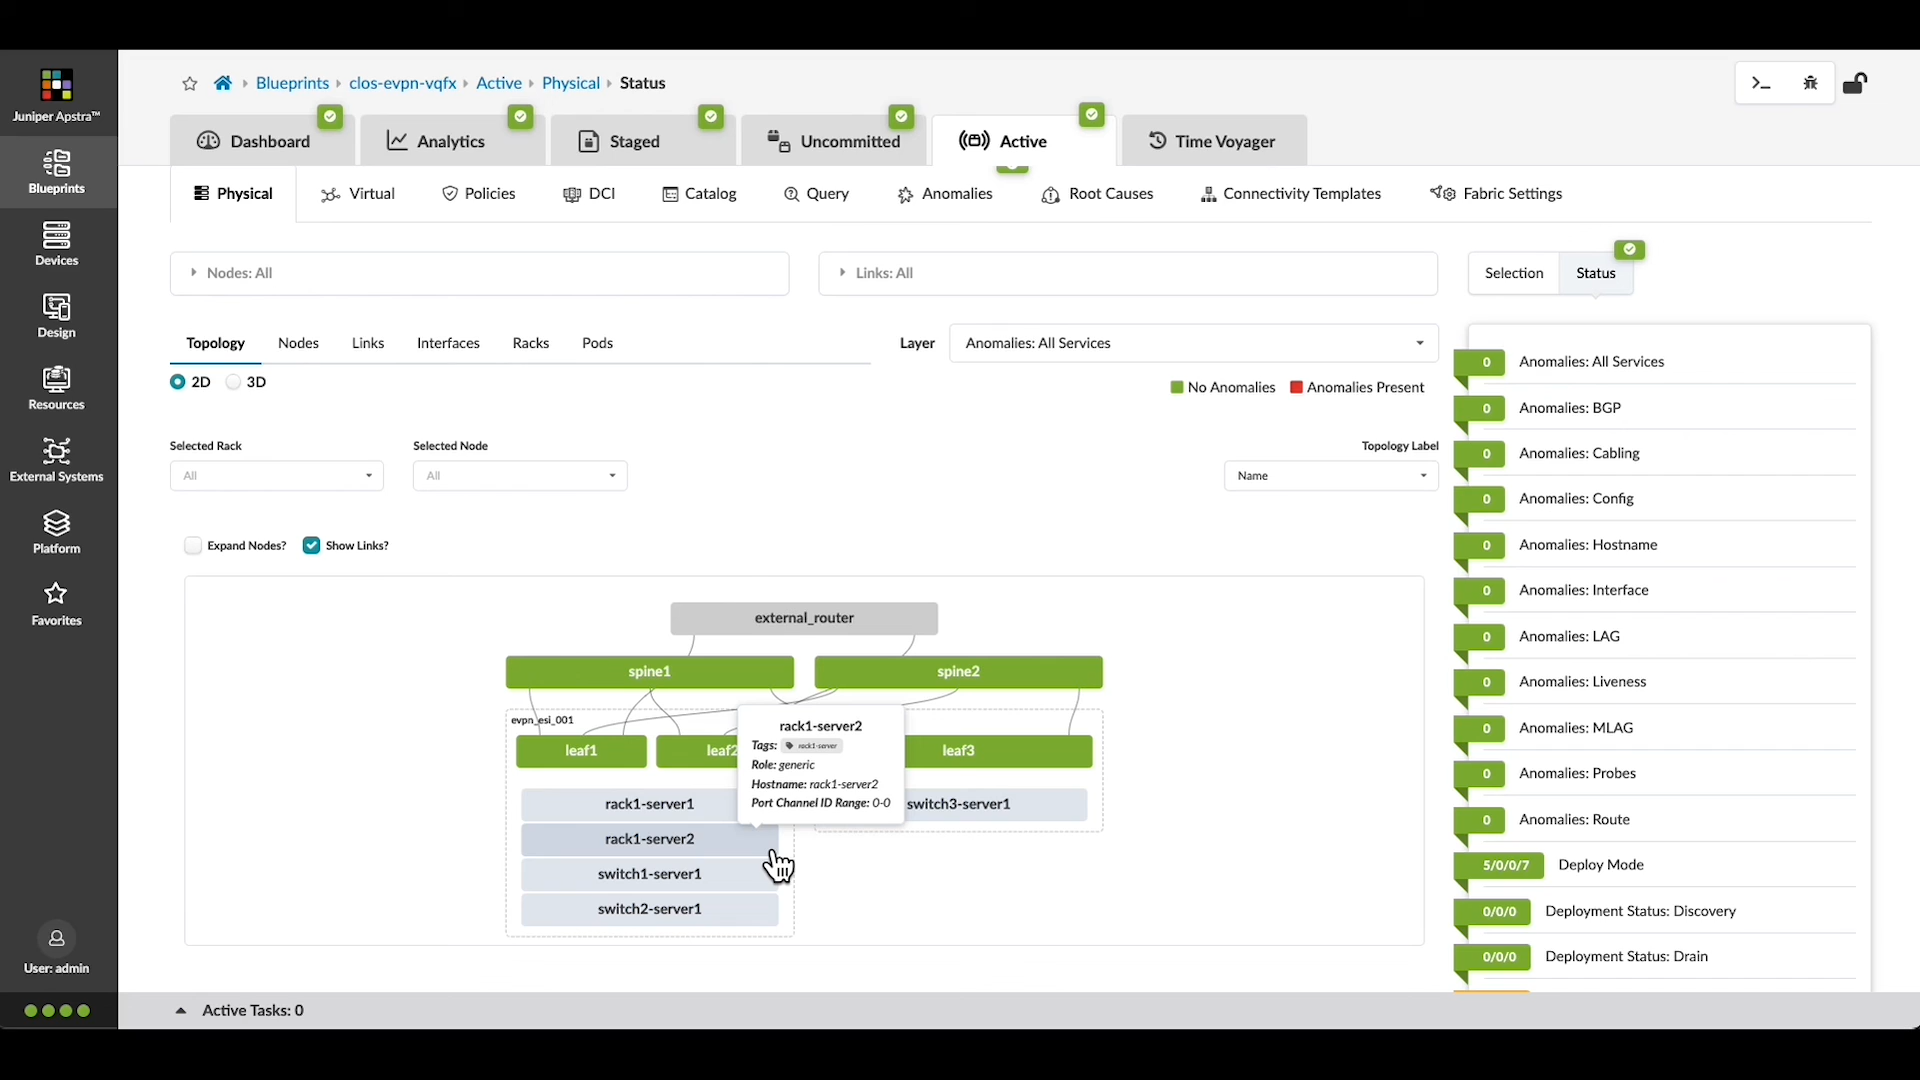 Juniper Apstra™
Blueprints
Devices
Design
Resources
External Systems
Platform
Favorites
User: admin
Blueprints
clos-evpn-vqfx
Active
Physical
Status
Dashboard
Analytics
Staged
Uncommitted
Active
Time Voyager
Physical
Virtual
Policies
DCI
Catalog
Query
Anomalies
Root Causes
Connectivity Templates
Fabric Settings
Nodes: All
Links: All
Selection
Status
Topology
Nodes
Links
Interfaces
Racks
Pods
Layer
Anomalies: All Services
2D
3D
No Anomalies
Anomalies Present
Selected Rack
All
Selected Node
All
Topology Label
Name
Expand Nodes?
Show Links?
external_router
spine1
spine2
evpn_esi_001
leaf1
leaf2
leaf3
rack1-server2
Tags: rack1-server
Role: generic
Hostname: rack1-server2
Port Channel ID Range: 0-0
rack1-server1
rack1-server2
switch1-server1
switch2-server1
switch3-server1
0 Anomalies: All Services
0 Anomalies: BGP
0 Anomalies: Cabling
0 Anomalies: Config
0 Anomalies: Hostname
0 Anomalies: Interface
0 Anomalies: LAG
0 Anomalies: Liveness
0 Anomalies: MLAG
0 Anomalies: Probes
0 Anomalies: Route
5/0/0/7 Deploy Mode
0/0/0 Deployment Status: Discovery
0/0/0 Deployment Status: Drain
Active Tasks: 0